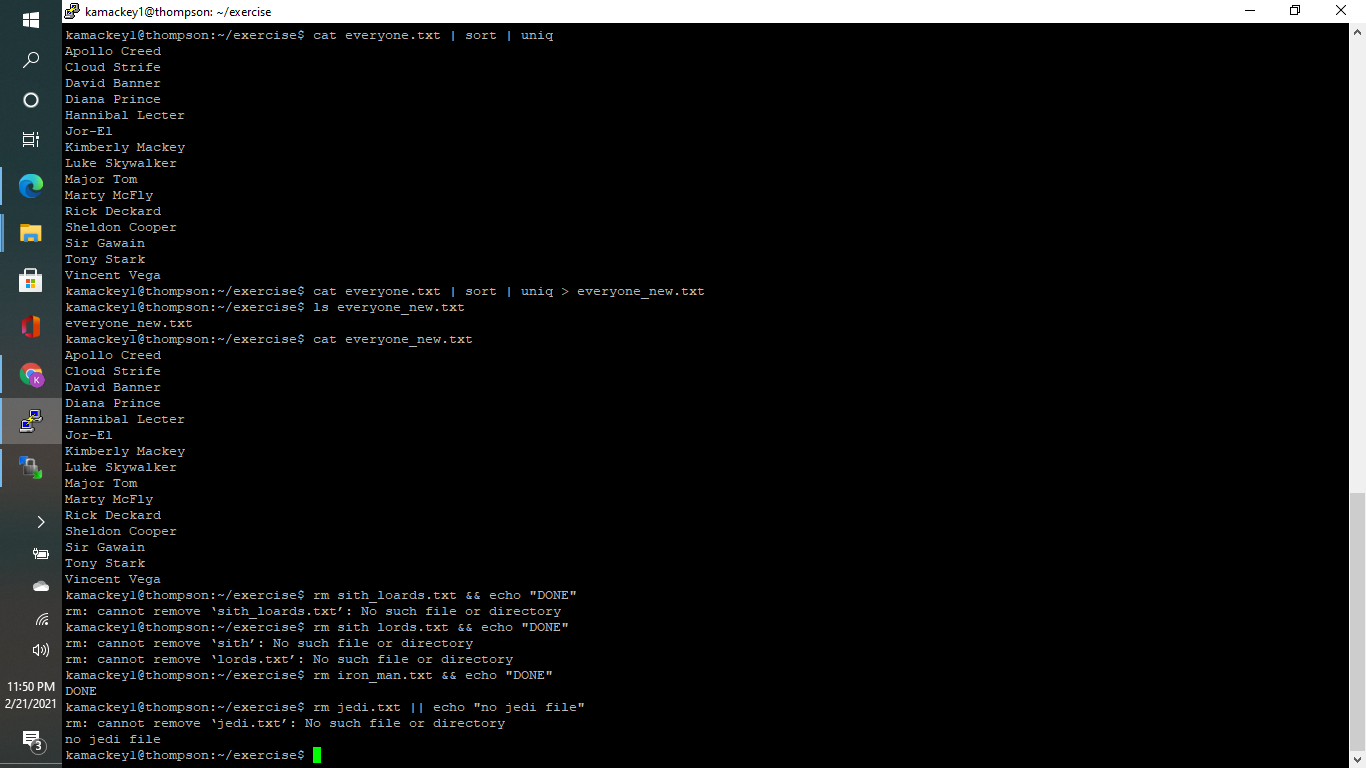 kamackey1@thompson: ~/exercise
kamackey1@thompson:~/exercise$ cat everyone.txt | sort | uniq
Apollo Creed
Cloud Strife
David Banner
Diana Prince
Hannibal Lecter
Jor-El
Kimberly Mackey
Luke Skywalker
Major Tom
Marty McFly
Rick Deckard
Sheldon Cooper
Sir Gawain
Tony Stark
Vincent Vega
kamackey1@thompson:~/exercise$ cat everyone.txt | sort | uniq > everyone_new.txt
kamackey1@thompson:~/exercise$ ls everyone_new.txt
everyone_new.txt
kamackey1@thompson:~/exercise$ cat everyone_new.txt
Apollo Creed
Cloud Strife
David Banner
Diana Prince
Hannibal Lecter
Jor-El
Kimberly Mackey
Luke Skywalker
Major Tom
Marty McFly
Rick Deckard
Sheldon Cooper
Sir Gawain
Tony Stark
Vincent Vega
kamackey1@thompson:~/exercise$ rm sith_loards.txt && echo "DONE"
rm: cannot remove ‘sith_loards.txt’: No such file or directory
kamackey1@thompson:~/exercise$ rm sith lords.txt && echo "DONE"
rm: cannot remove ‘sith’: No such file or directory
rm: cannot remove ‘lords.txt’: No such file or directory
kamackey1@thompson:~/exercise$ rm iron_man.txt && echo "DONE"
DONE
kamackey1@thompson:~/exercise$ rm jedi.txt || echo "no jedi file"
rm: cannot remove ‘jedi.txt’: No such file or directory
no jedi file
kamackey1@thompson:~/exercise$
K
11:50 PM
2/21/2021
3